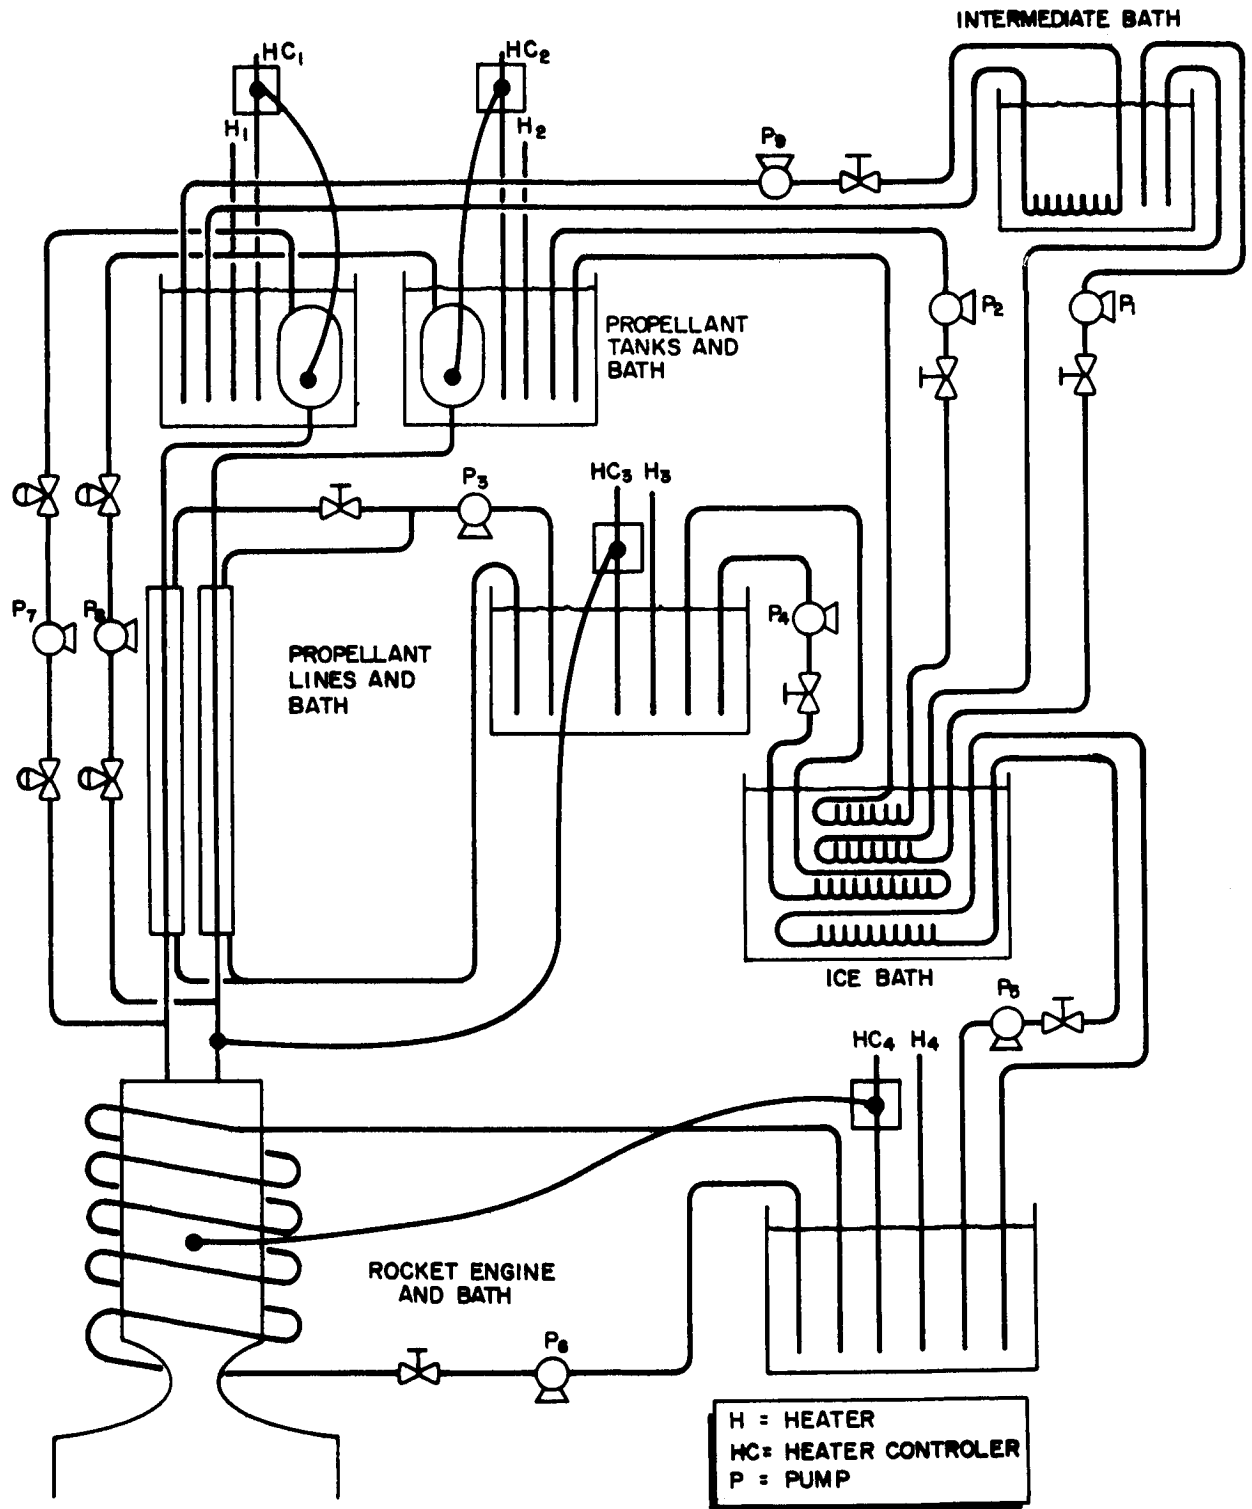 INTERMEDIATE BATH
HC₁
HC₂
H₁
H₂
P₉
P₂
P₁
PROPELLANT
TANKS AND
BATH
HC₃ H₃
P₃
P₇
P₈
P₄
PROPELLANT
LINES AND
BATH
ICE BATH
P₅
HC₄ H₄
ROCKET ENGINE
AND BATH
P₆
H = HEATER
HC= HEATER CONTROLER
P = PUMP